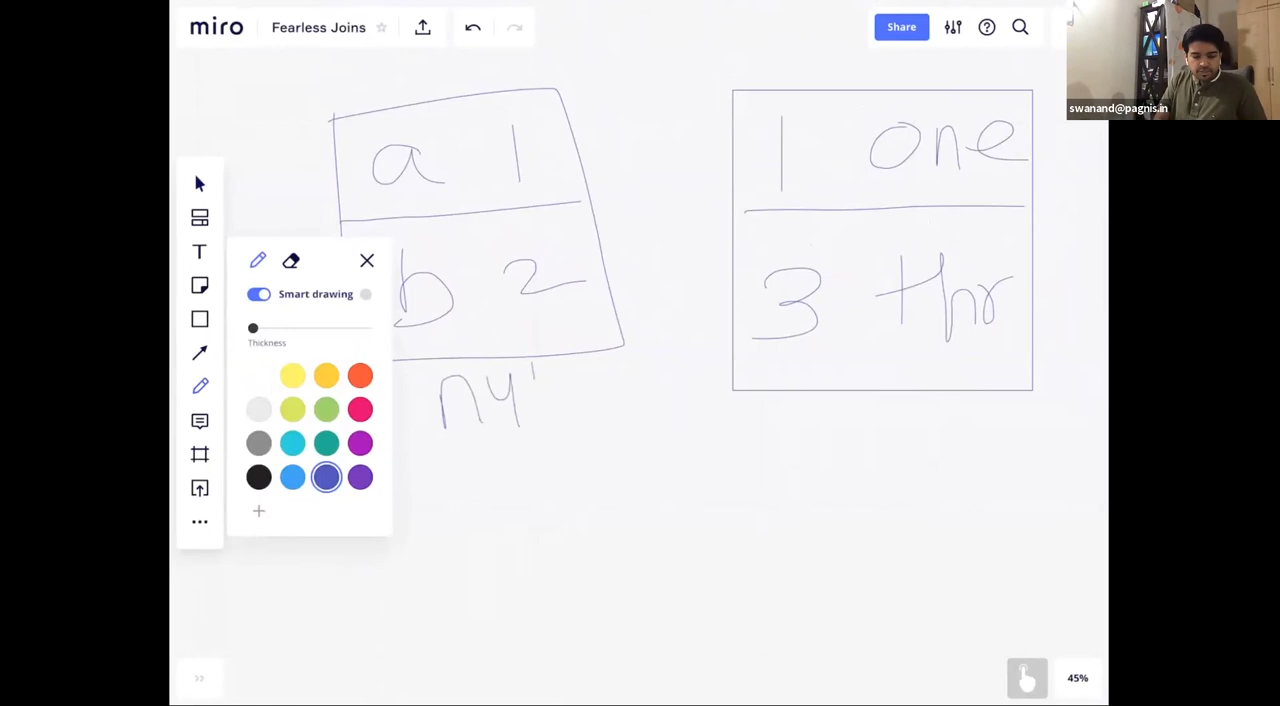 miro
Fearless Joins
Share
swanand@pagnis.in
a 1
1 one
b 2
3 thr
T
Smart drawing
Thickness
45%